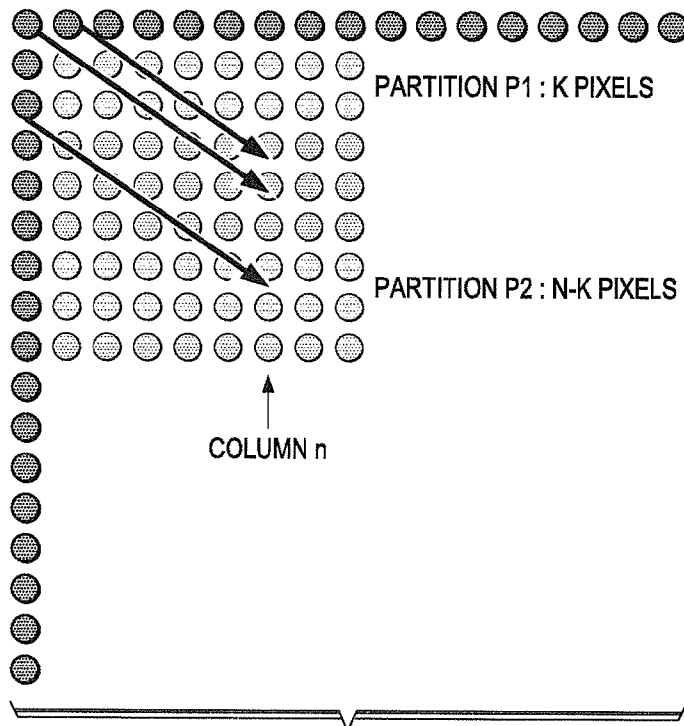 PARTITION P1 : K PIXELS
PARTITION P2 : N-K PIXELS
COLUMN n